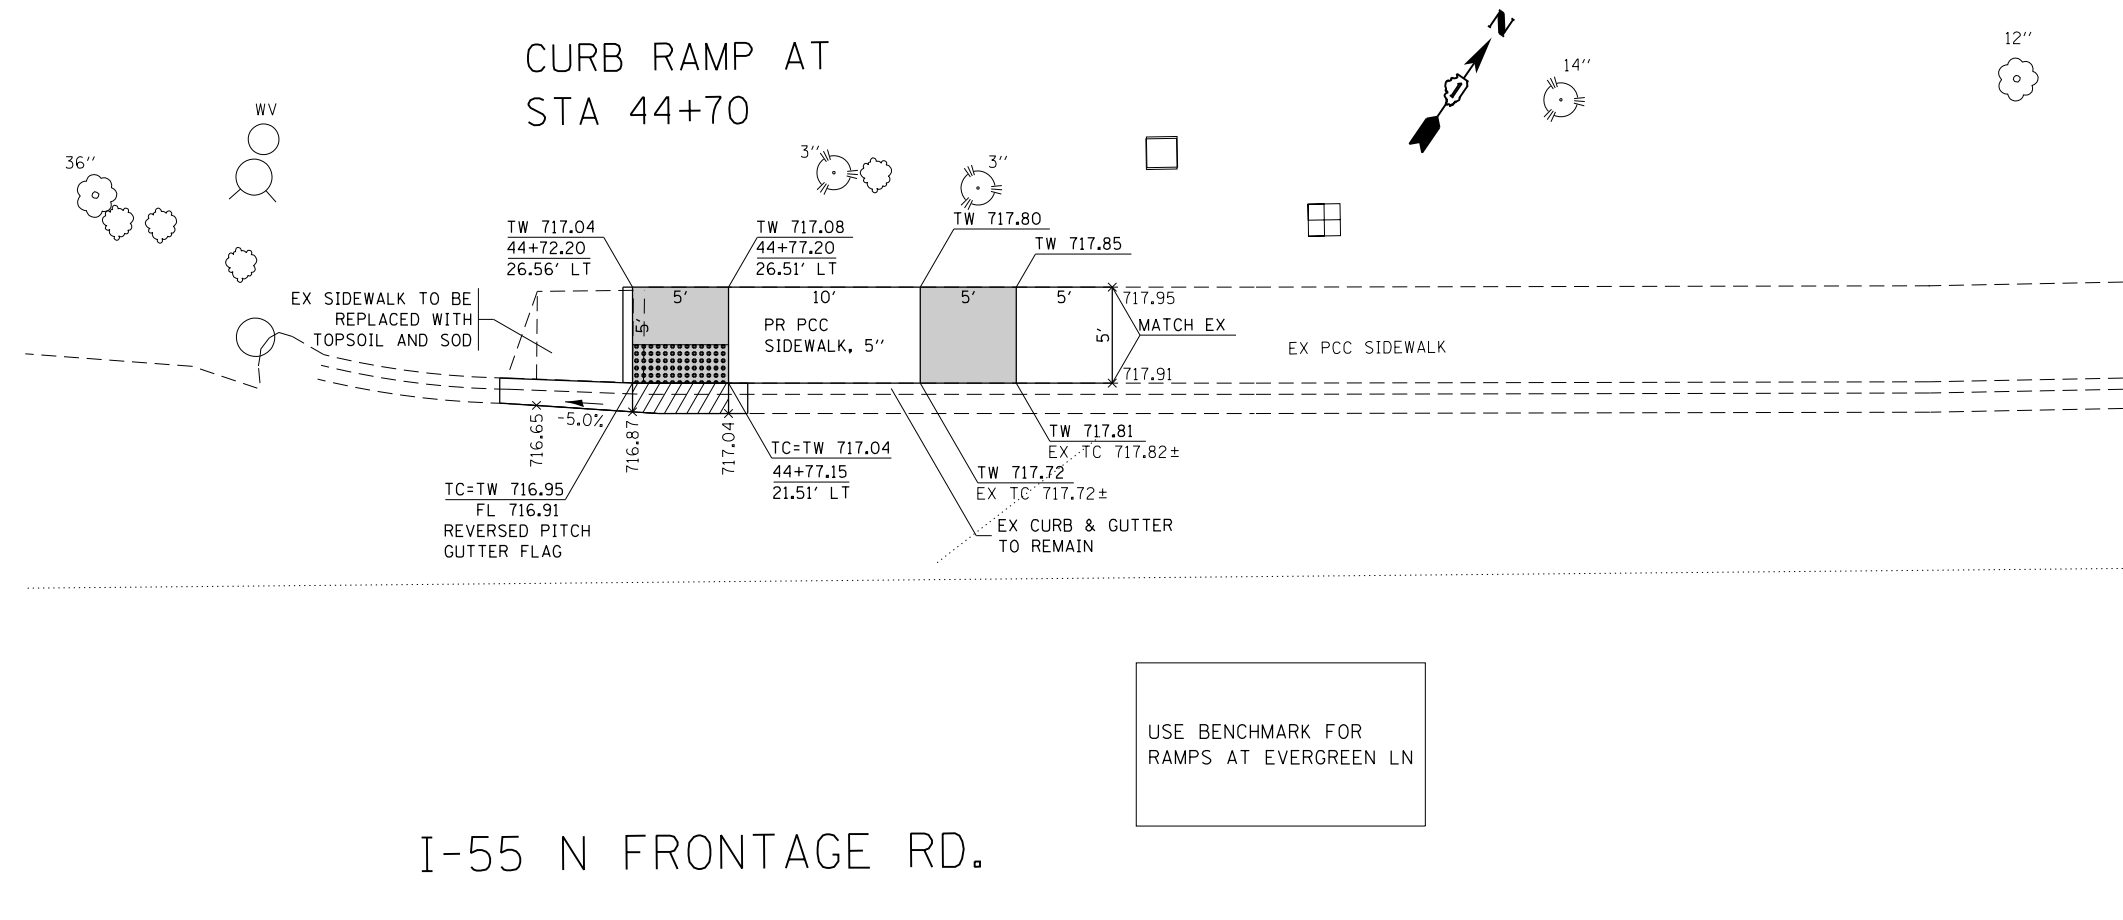 CURB RAMP AT
STA 44+70
N
12''
14''
WV
36''
3''
3''
TW 717.04
44+72.20
26.56' LT
TW 717.08
44+77.20
26.51' LT
TW 717.80
TW 717.85
EX SIDEWALK TO BE
REPLACED WITH
TOPSOIL AND SOD
5'
10'
5'
5'
5'
5'
PR PCC
SIDEWALK, 5''
717.95
MATCH EX
717.91
EX PCC SIDEWALK
-5.0%
716.65
716.87
717.04
TC=TW 717.04
44+77.15
21.51' LT
TW 717.81
EX TC 717.82±
TW 717.72
EX TC 717.72±
TC=TW 716.95
FL 716.91
REVERSED PITCH
GUTTER FLAG
EX CURB & GUTTER
TO REMAIN
USE BENCHMARK FOR
RAMPS AT EVERGREEN LN
I-55 N FRONTAGE RD.